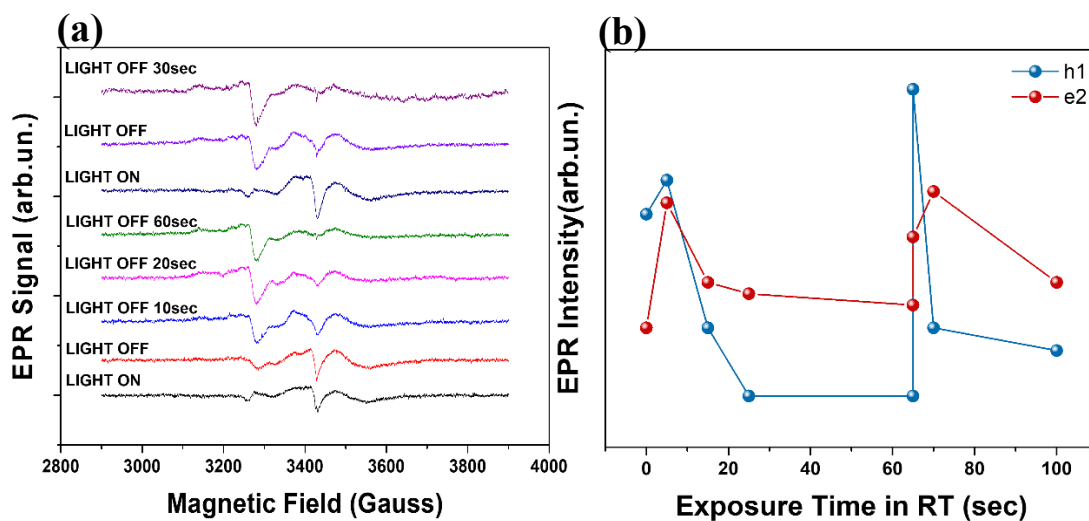 (a)
EPR Signal (arb.un.)
LIGHT OFF 30sec
LIGHT OFF
LIGHT ON
LIGHT OFF 60sec
LIGHT OFF 20sec
LIGHT OFF 10sec
LIGHT OFF
LIGHT ON
2800 3000 3200 3400 3600 3800 4000
Magnetic Field (Gauss)
(b)
EPR Intensity(arb.un.)
h1
e2
0 20 40 60 80 100
Exposure Time in RT (sec)